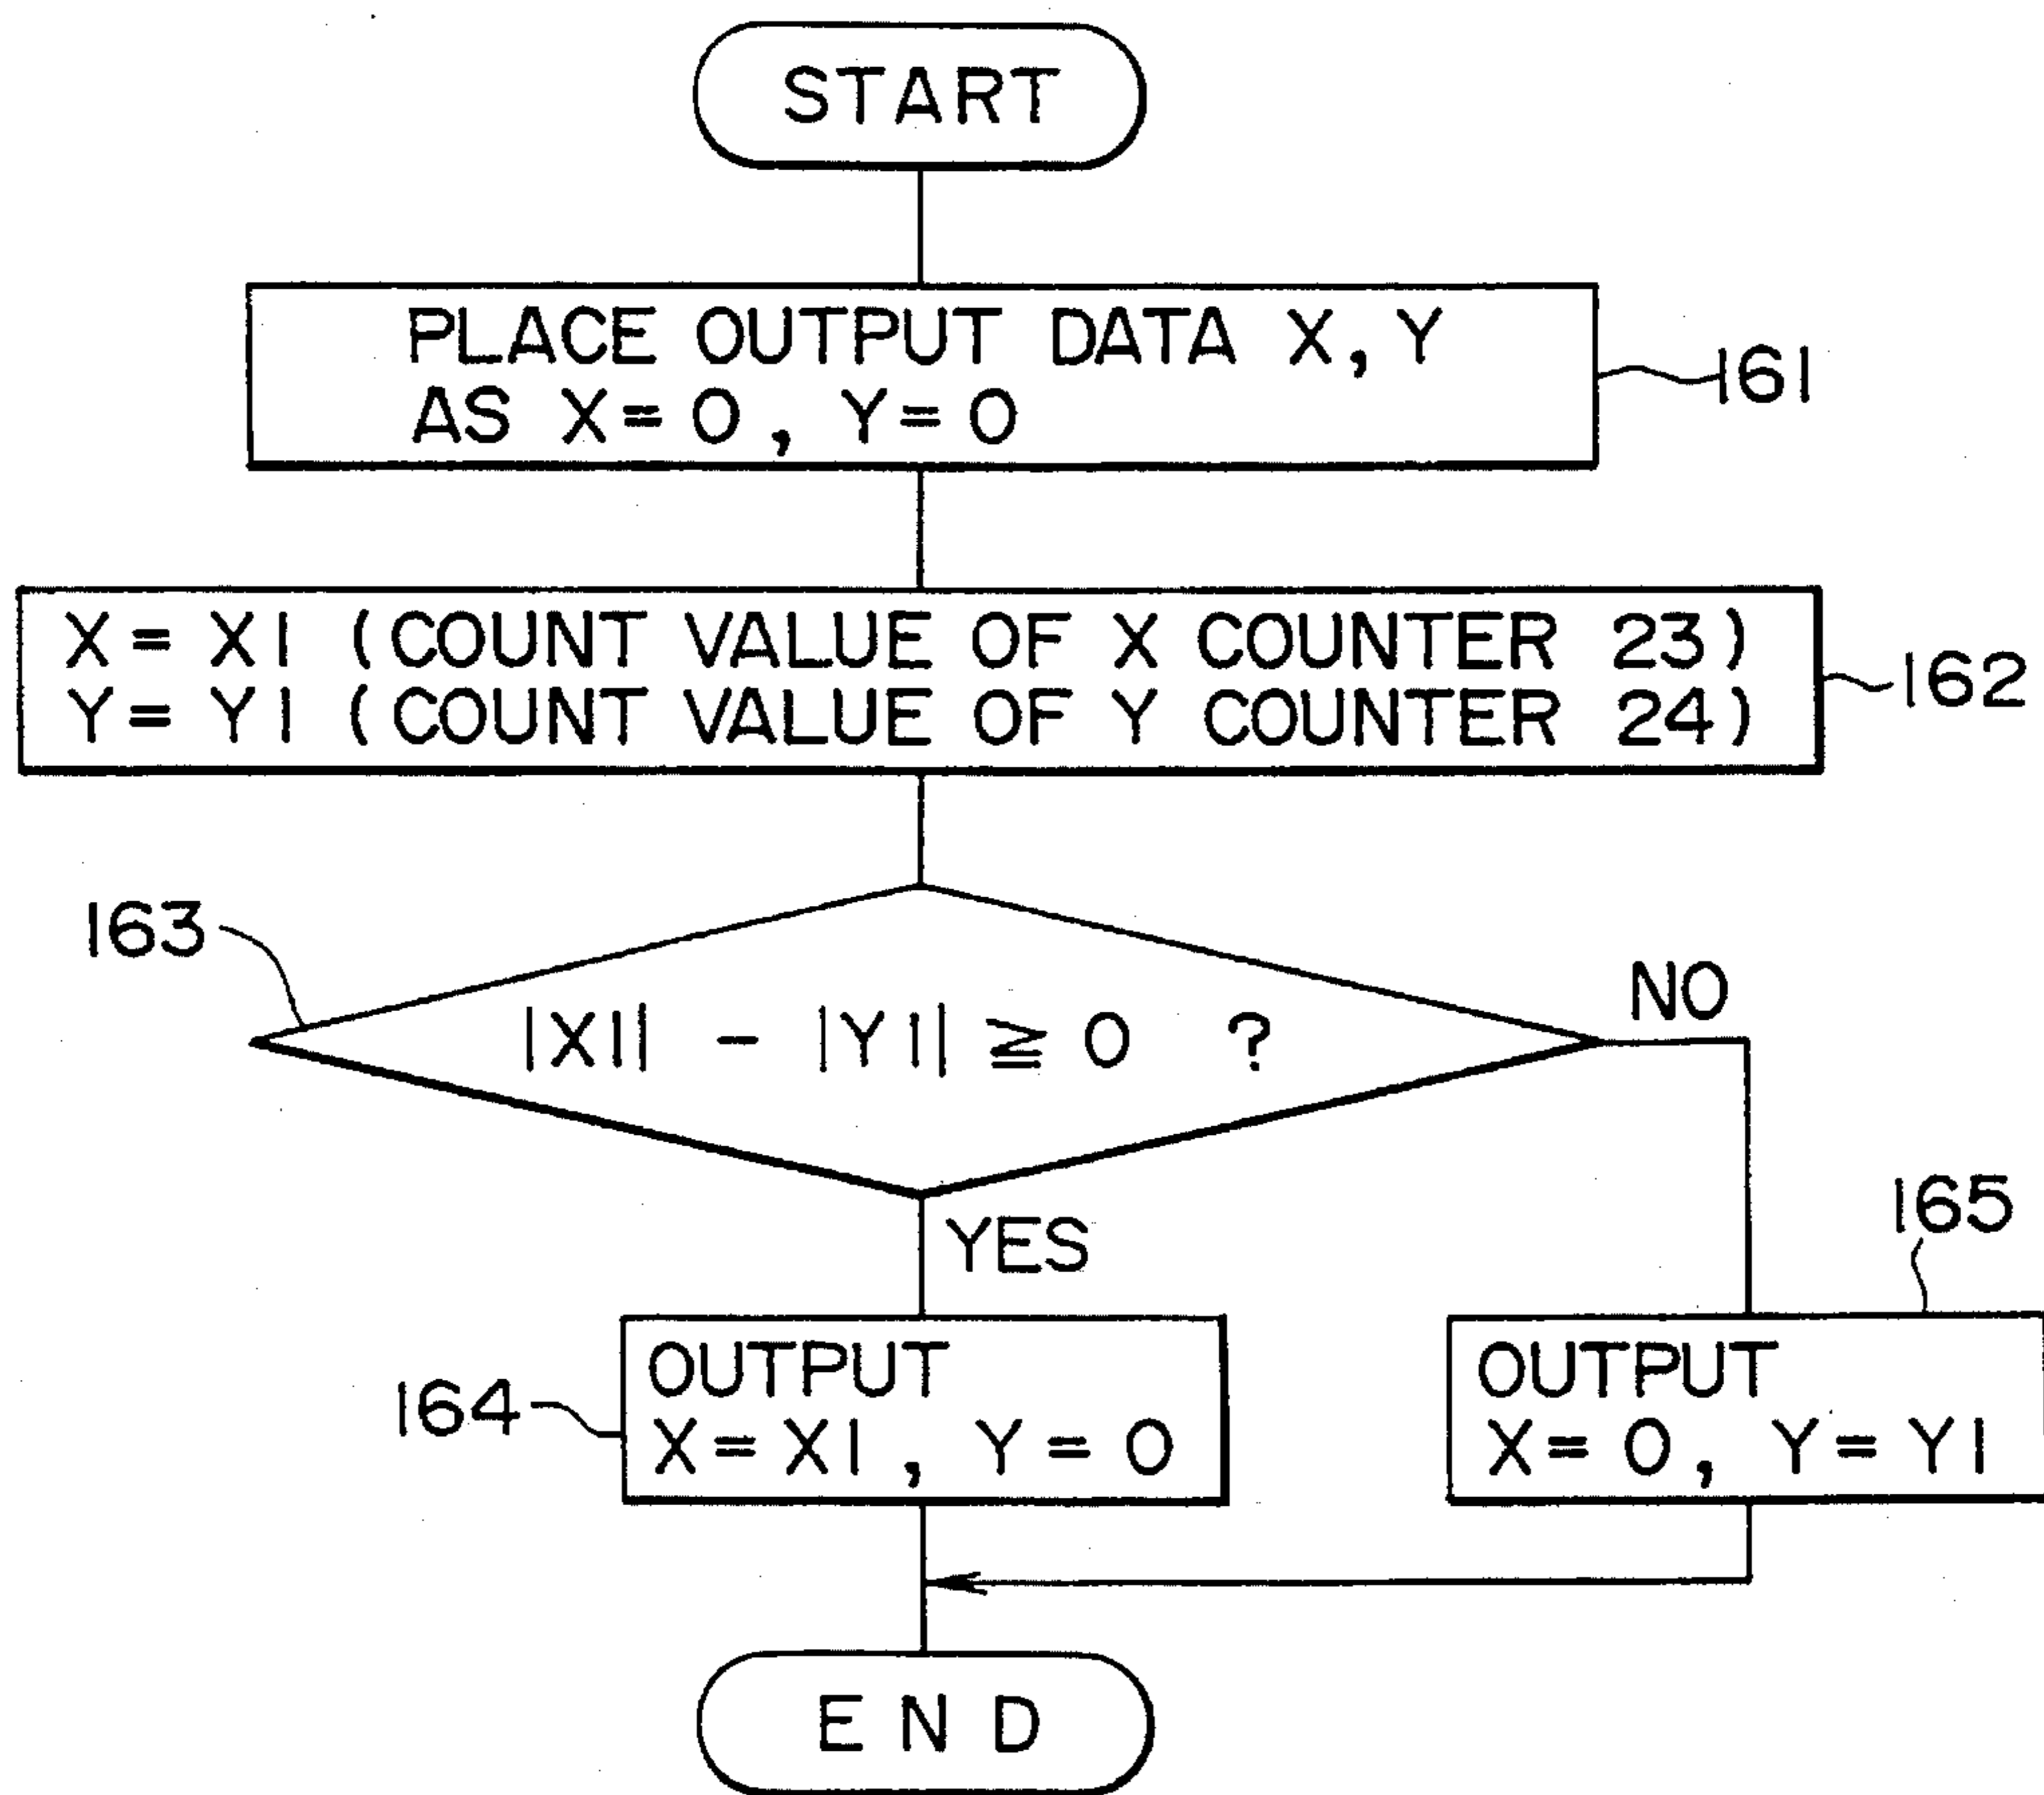 START
PLACE OUTPUT DATA X, Y
AS X=0, Y=0
161
X= X1 (COUNT VALUE OF X COUNTER 23)
Y= Y1 (COUNT VALUE OF Y COUNTER 24)
162
163
|X1| - |Y1| ≧ 0 ?
NO
YES
165
OUTPUT
X=X1, Y=0
164
OUTPUT
X=0, Y=Y1
END